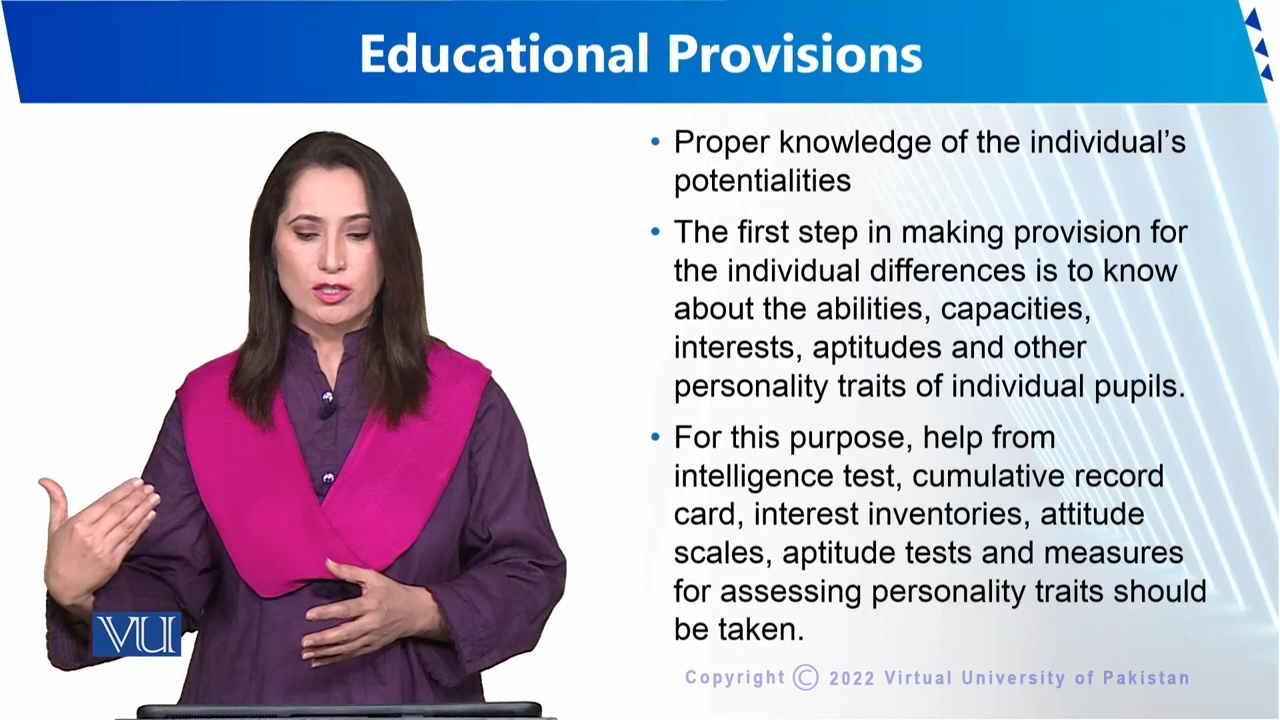 Educational Provisions
• Proper knowledge of the individual’s
potentialities
• The first step in making provision for
the individual differences is to know
about the abilities, capacities,
interests, aptitudes and other
personality traits of individual pupils.
• For this purpose, help from
intelligence test, cumulative record
card, interest inventories, attitude
scales, aptitude tests and measures
for assessing personality traits should
be taken.
VU
Copyright © 2022 Virtual University of Pakistan